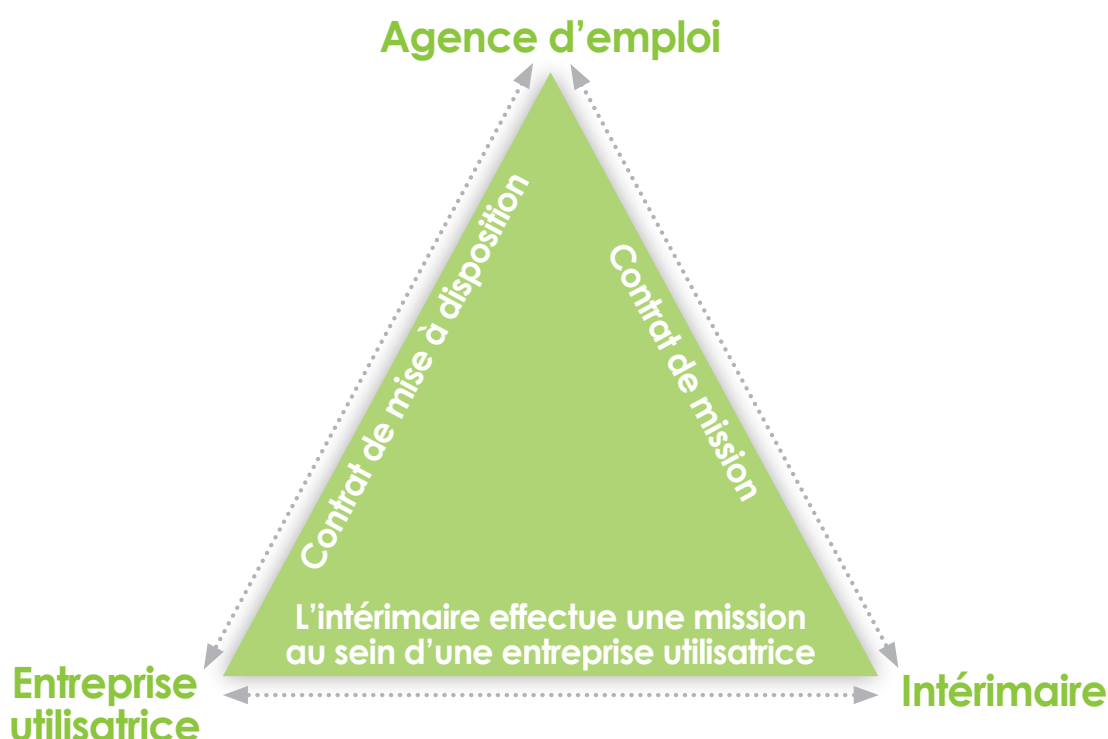 Agence d’emploi
Contrat de mise à disposition
Contrat de mission
L’intérimaire effectue une mission
au sein d’une entreprise utilisatrice
Entreprise
utilisatrice
Intérimaire